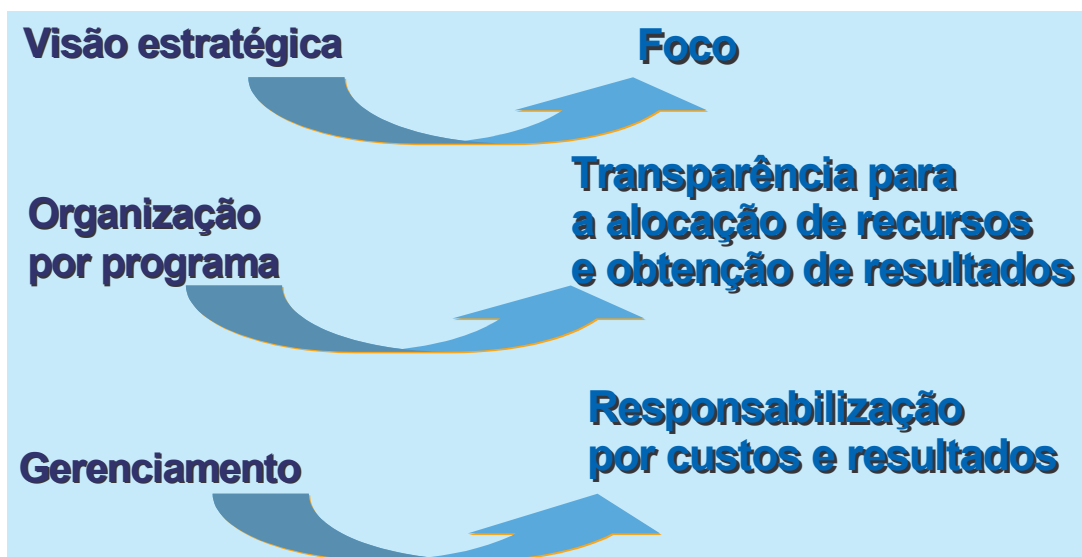 Visão estratégica
Foco
Organização
por programa
Transparência para
a alocação de recursos
e obtenção de resultados
Gerenciamento
Responsabilização
por custos e resultados